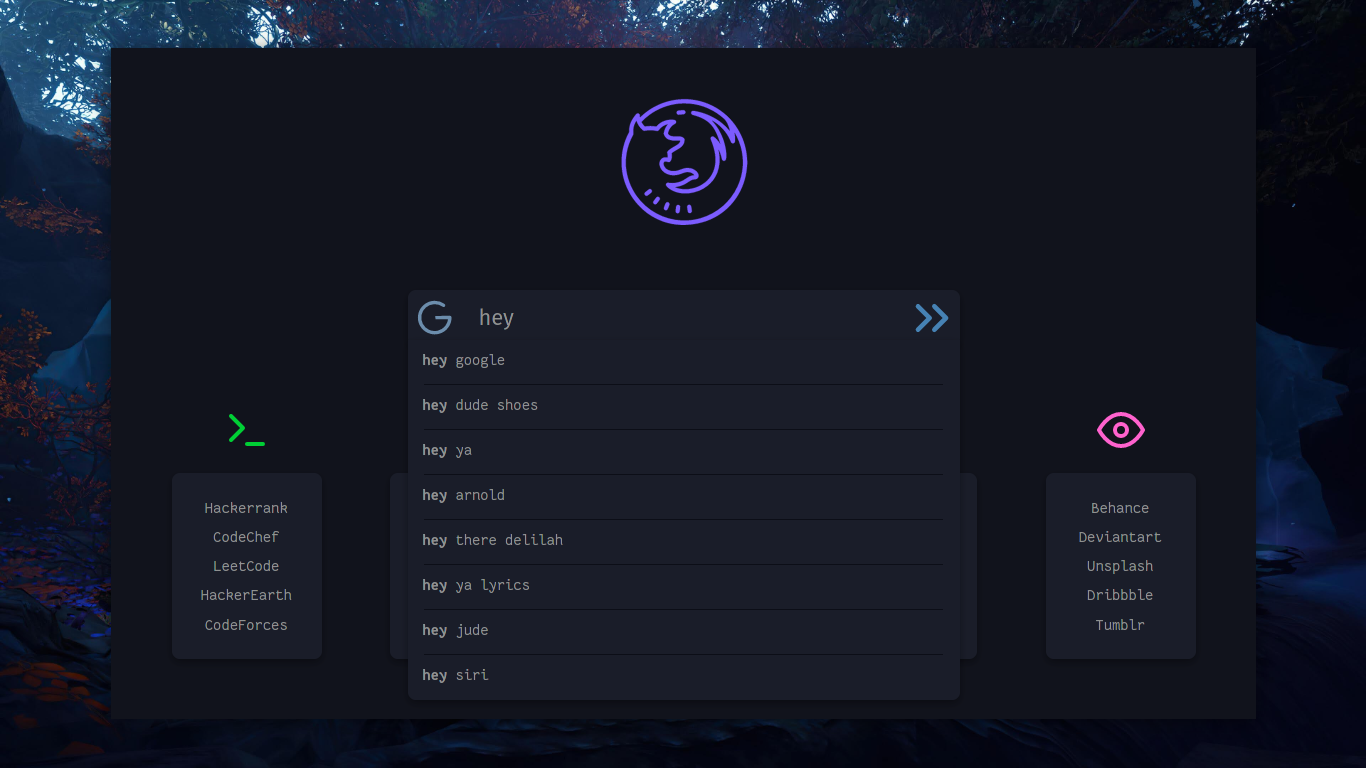 hey
hey google
hey dude shoes
hey ya
hey arnold
hey there delilah
hey ya lyrics
hey jude
hey siri
Hackerrank
CodeChef
LeetCode
HackerEarth
CodeForces
Behance
Deviantart
Unsplash
Dribbble
Tumblr